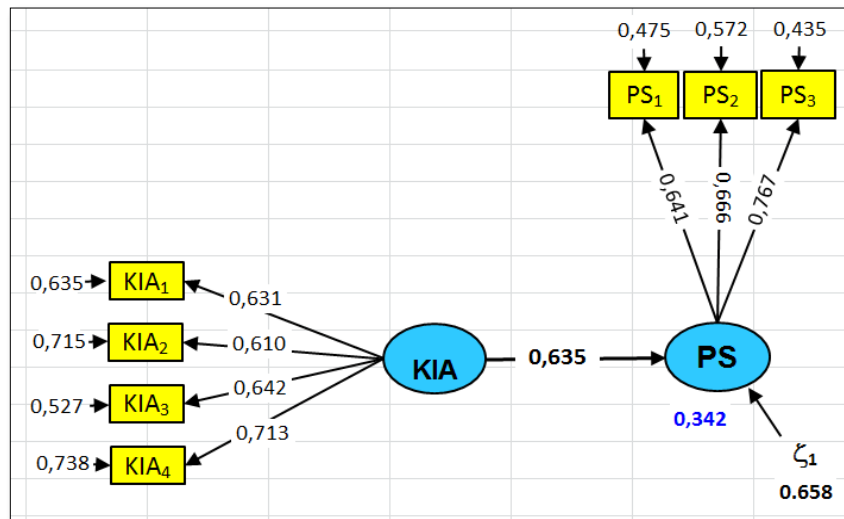 0,475 0,572 0,435
PS₁ PS₂ PS₃
0,641 0,666 0,767
0,635 KIA₁ 0,631
0,715 KIA₂ 0,610
0,527 KIA₃ 0,642
0,738 KIA₄ 0,713
KIA 0,635 PS
0,342
ζ₁
0.658